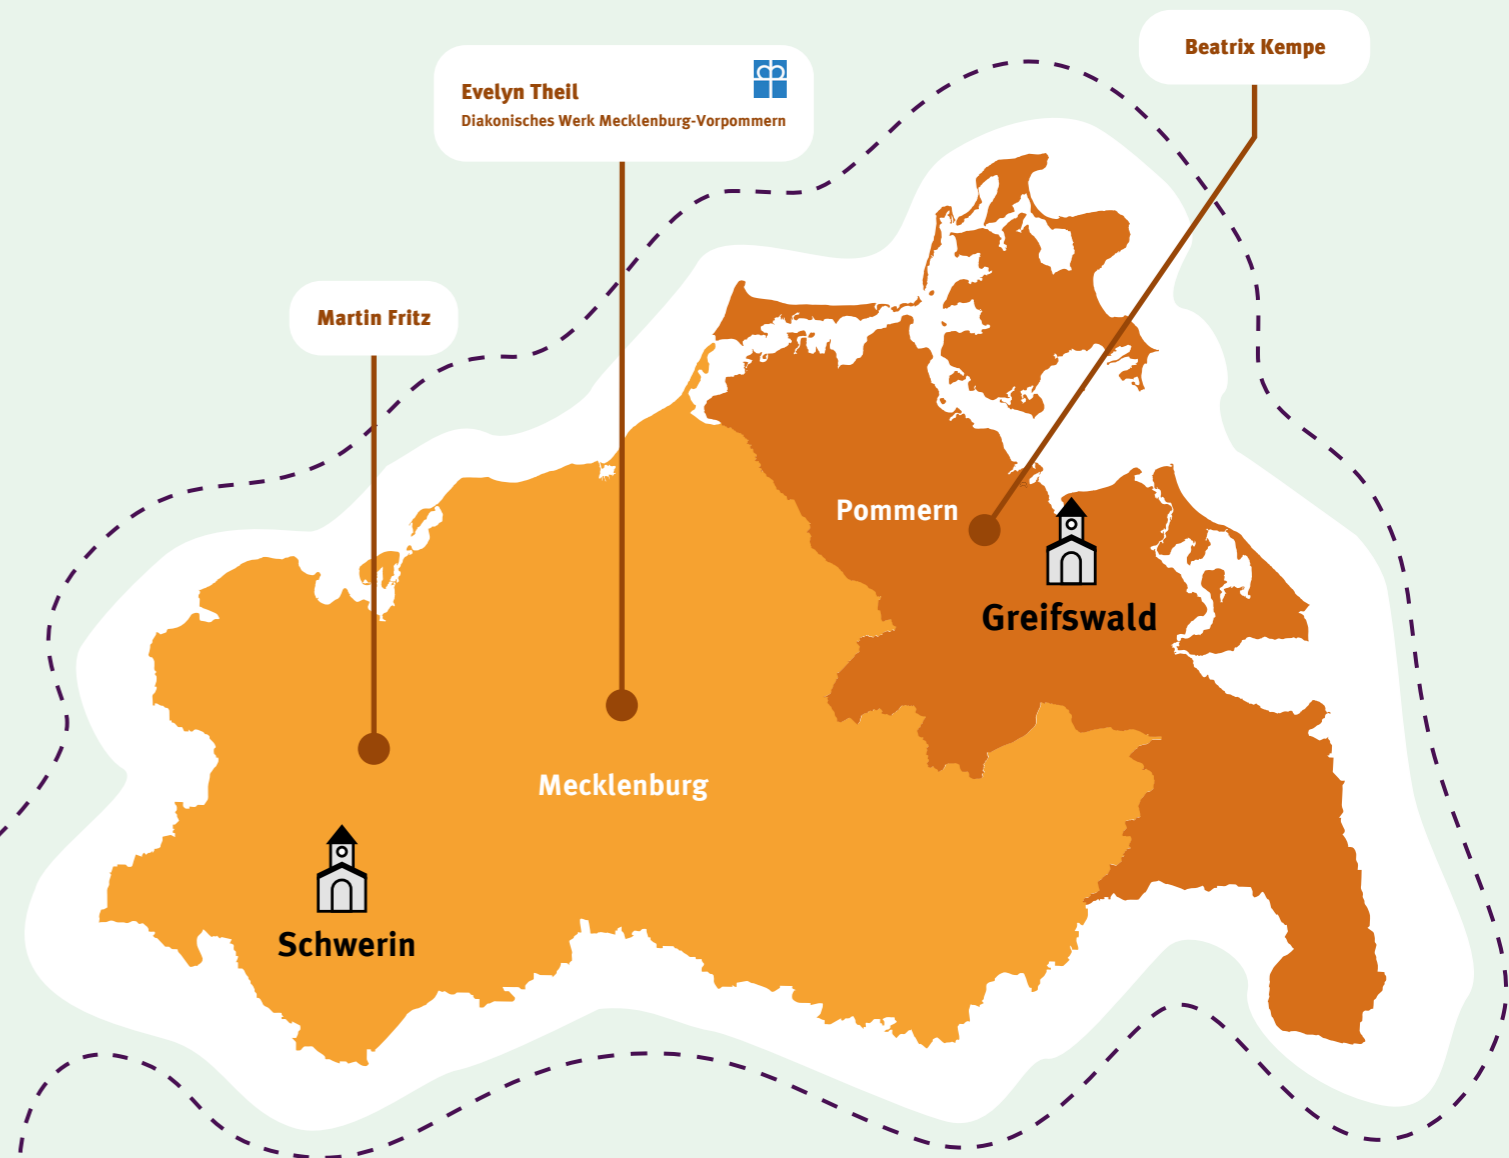 Beatrix Kempe
Evelyn Theil
Diakonisches Werk Mecklenburg-Vorpommern
Martin Fritz
Pommern
Greifswald
Mecklenburg
Schwerin